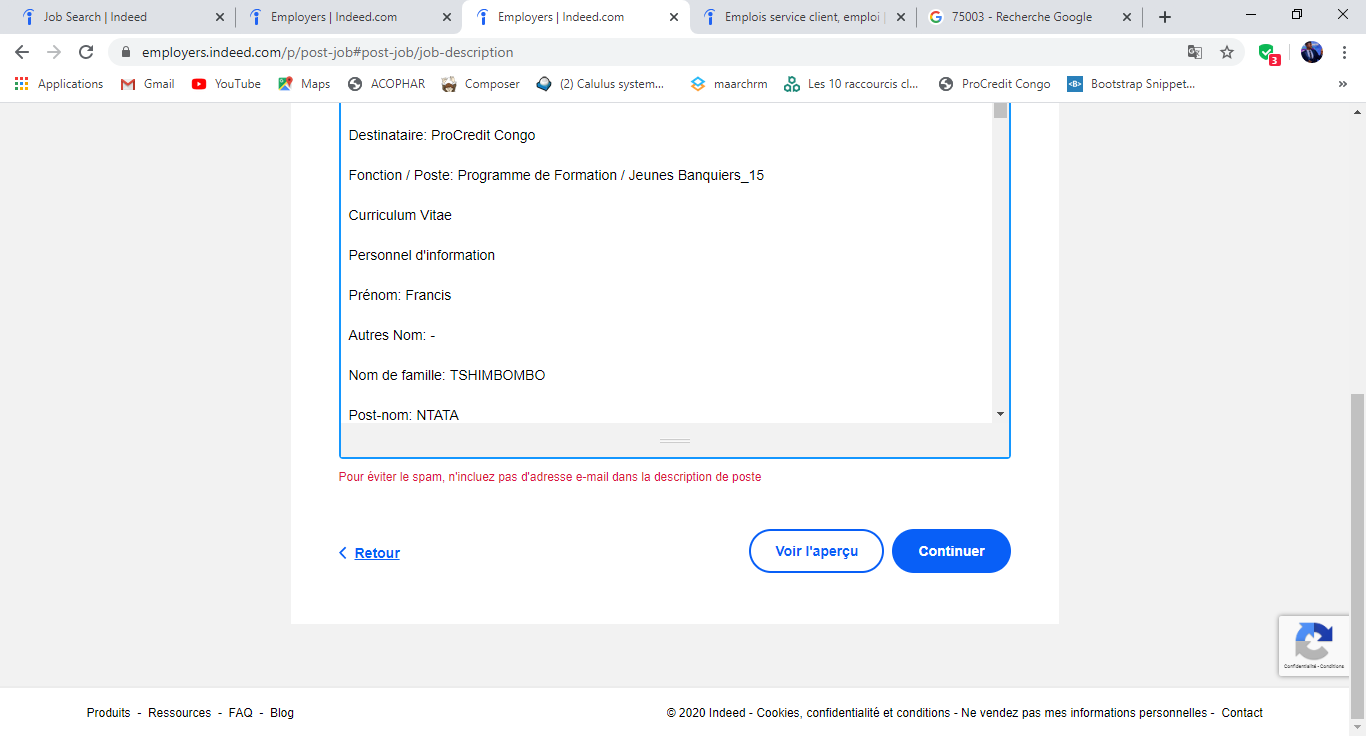 Job Search | Indeed
Employers | Indeed.com
Employers | Indeed.com
Emplois service client, emploi |
75003 - Recherche Google
employers.indeed.com/p/post-job#post-job/job-description
3
Applications
Gmail
YouTube
Maps
ACOPHAR
Composer
(2) Calulus system...
maarchrm
Les 10 raccourcis cl...
ProCredit Congo
<B>
Bootstrap Snippet...
»
Destinataire: ProCredit Congo
Fonction / Poste: Programme de Formation / Jeunes Banquiers_15
Curriculum Vitae
Personnel d'information
Prénom: Francis
Autres Nom: -
Nom de famille: TSHIMBOMBO
Post-nom: NTATA
Pour éviter le spam, n'incluez pas d'adresse e-mail dans la description de poste
Retour
Voir l'aperçu
Continuer
Confidentialité - Conditions
Produits - Ressources - FAQ - Blog
© 2020 Indeed - Cookies, confidentialité et conditions - Ne vendez pas mes informations personnelles - Contact